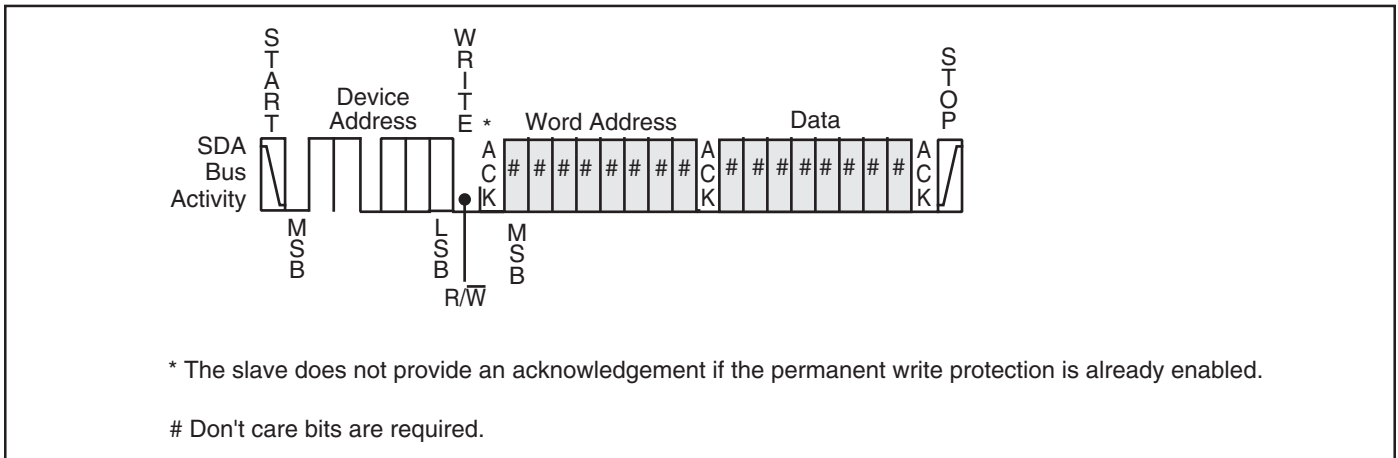 START
WRITE
STOP
Device
Address
* Word Address
Data
SDA
Bus
Activity
ACK
# # # # # # # #
ACK
# # # # # # # #
ACK
MSB
LSB
MSB
R/W̅
* The slave does not provide an acknowledgement if the permanent write protection is already enabled.
# Don't care bits are required.